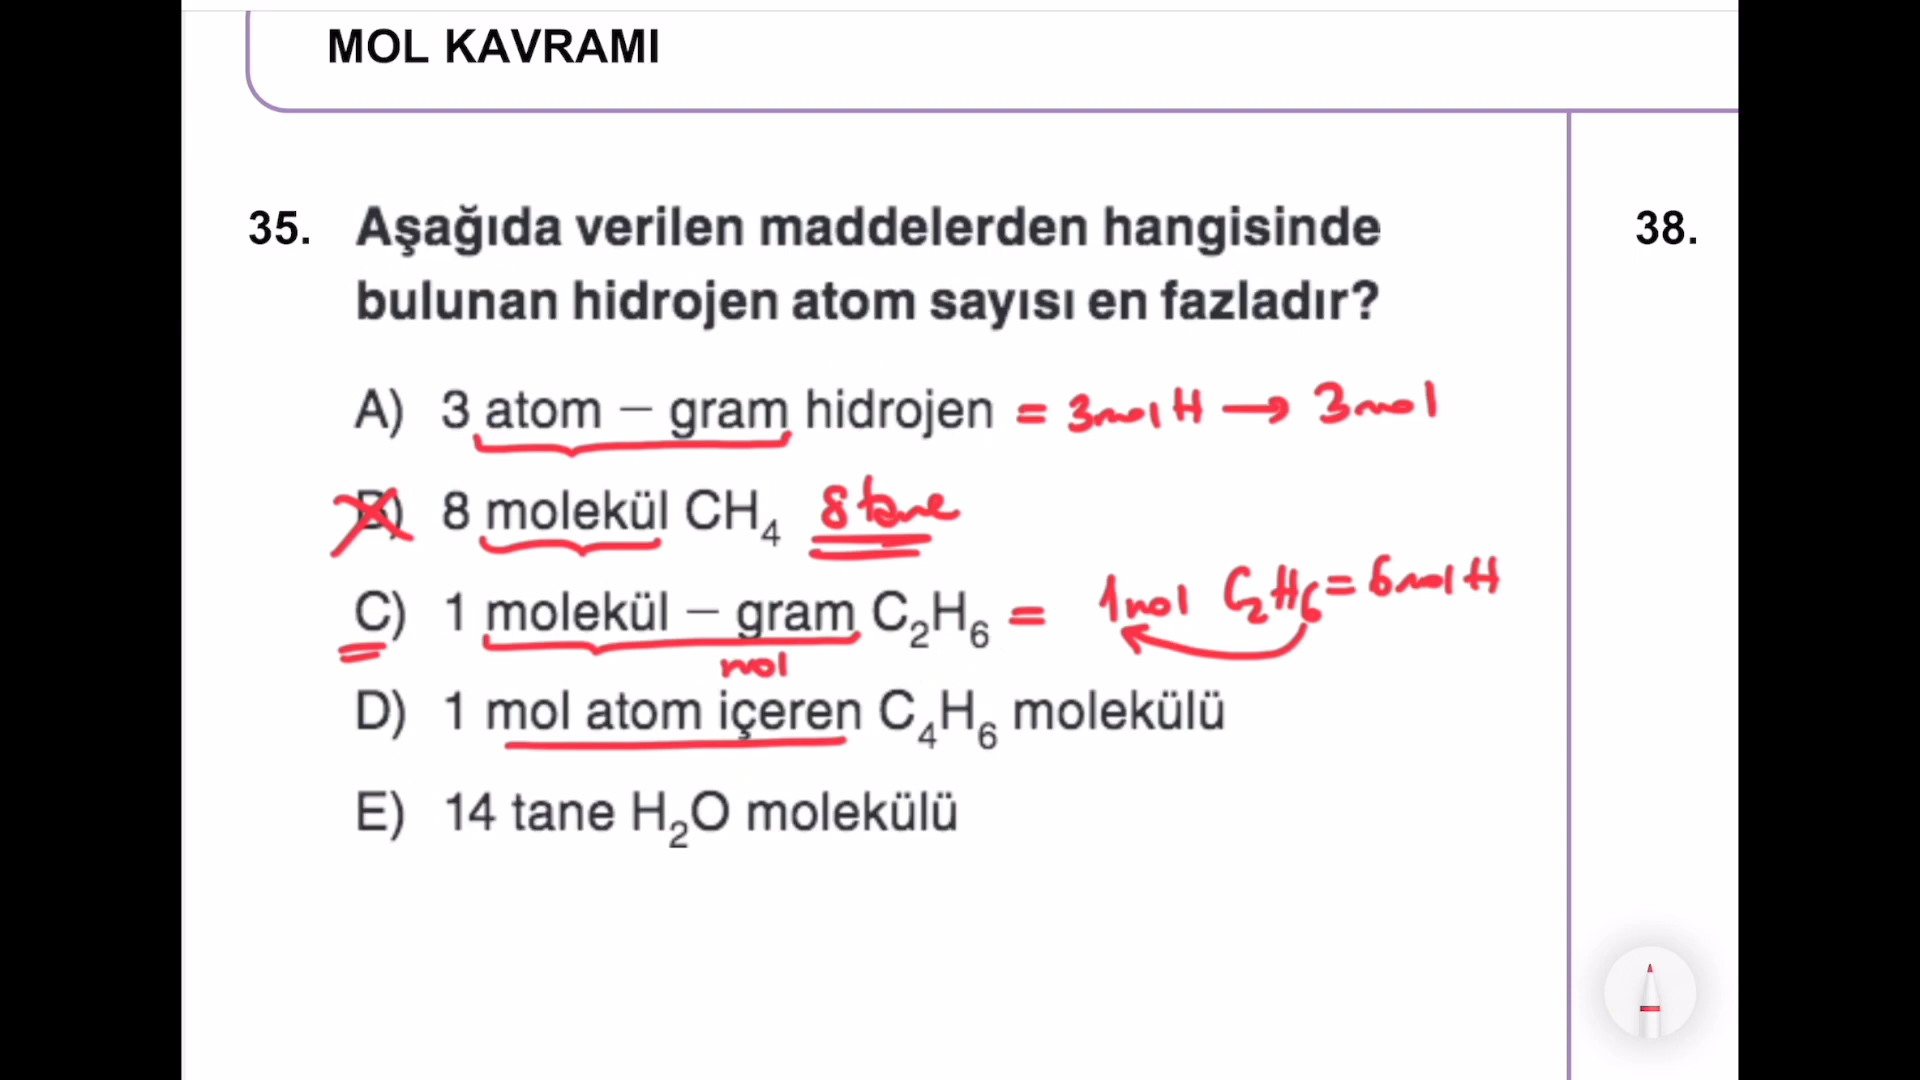 MOL KAVRAMI
35. Aşağıda verilen maddelerden hangisinde
bulunan hidrojen atom sayısı en fazladır?
A) 3 atom – gram hidrojen = 3mol H → 3mol
B) 8 molekül CH₄ 8 tane
C) 1 molekül – gram C₂H₆ = 1mol C₂H₆ = 6mol H
mol
D) 1 mol atom içeren C₄H₆ molekülü
E) 14 tane H₂O molekülü
38.